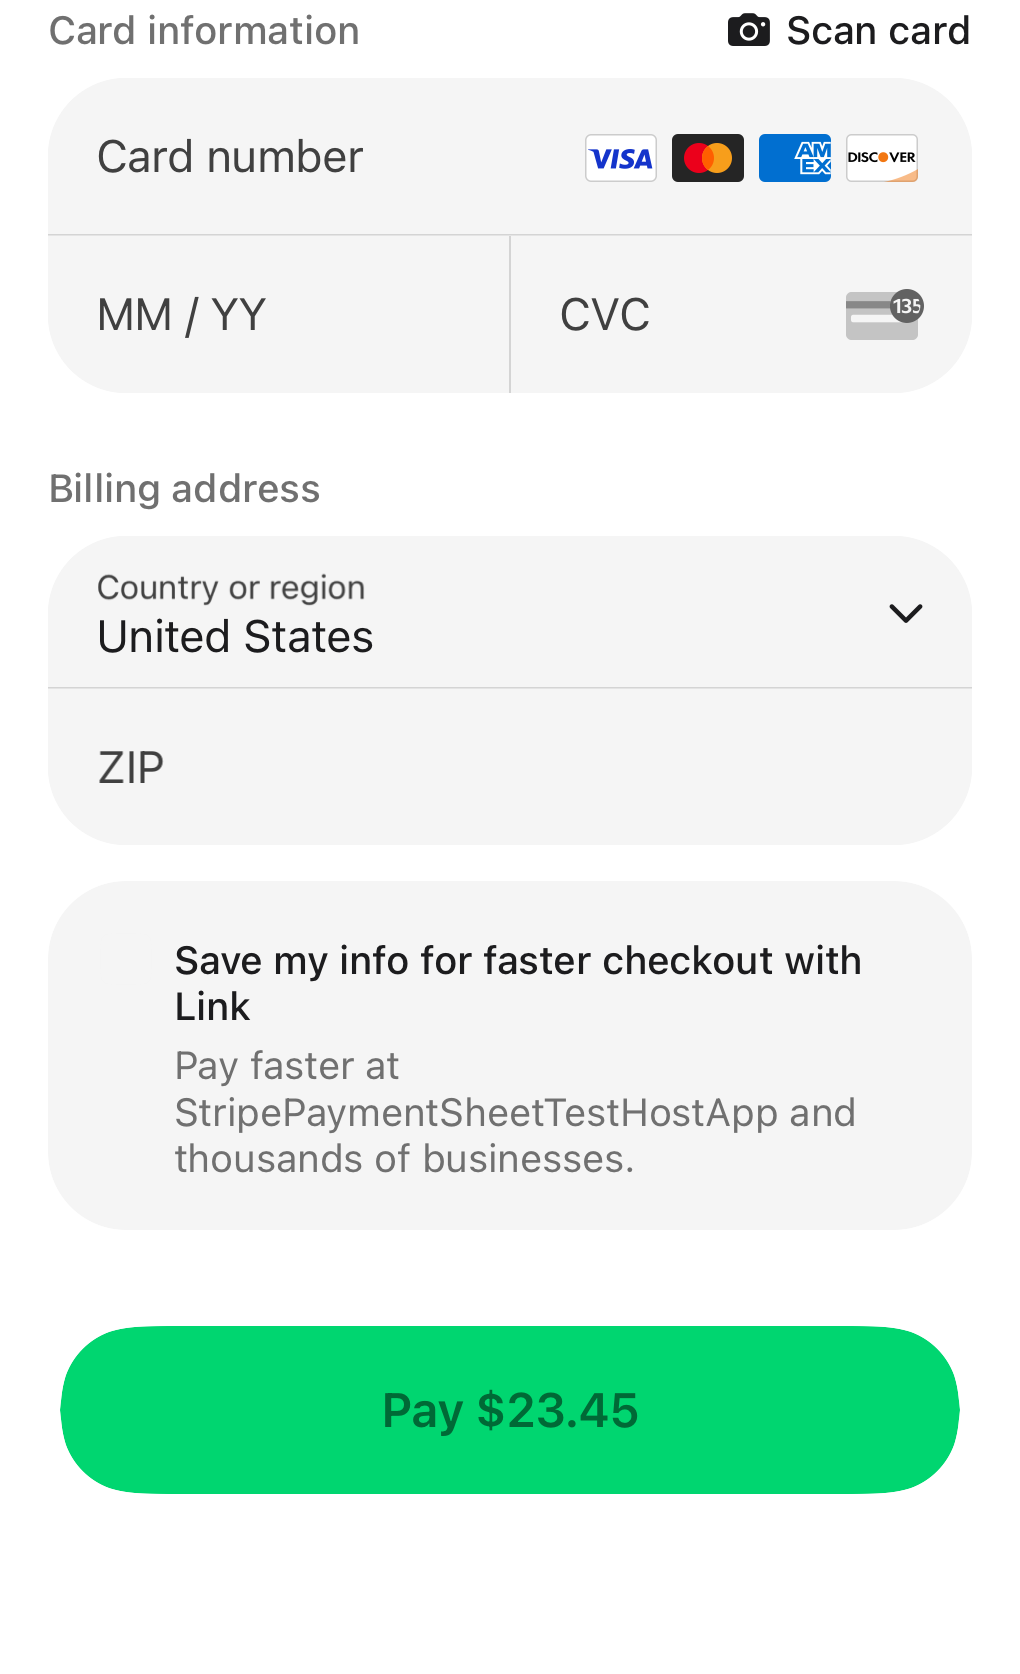 Card information
Scan card
Card number
VISA
AM
EX
DISCOVER
MM / YY
CVC
135
Billing address
Country or region
United States
ZIP
Save my info for faster checkout with
Link
Pay faster at
StripePaymentSheetTestHostApp and
thousands of businesses.
Pay $23.45